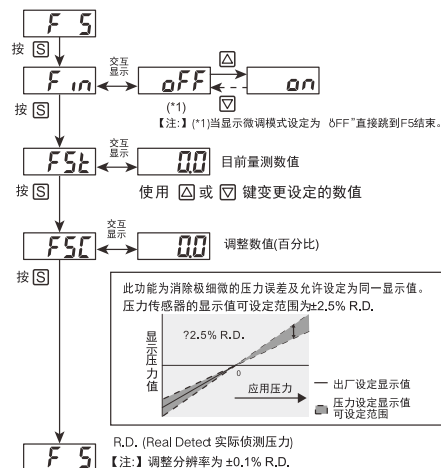 F 5
按 S
F in
交互
显示
oFF
on
(*1)
【注:】(*1)当显示微调模式设定为 òFF"直接跳到F5结束。
按 S
FSt
交互
显示
0.0
目前量测数值
按 S
使用 △ 或 ▽ 键变更设定的数值
FSC
交互
显示
0.0
调整数值(百分比)
按 S
此功能为消除极细微的压力误差及允许设定为同一显示值。
压力传感器的显示值可设定范围为±2.5% R.D.
显示压力值
?2.5% R.D.
0
应用压力
出厂设定显示值
压力设定显示值
可设定范围
F 5
R.D. (Real Detect 实际侦测压力)
【注:】调整分辨率为 ±0.1% R.D.